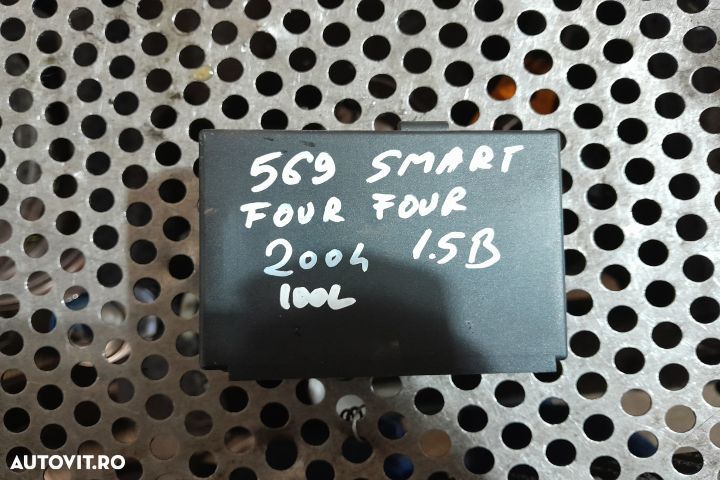 569 SMART
FOUR FOUR
2004 1.5B
100L
AUTOVIT.RO